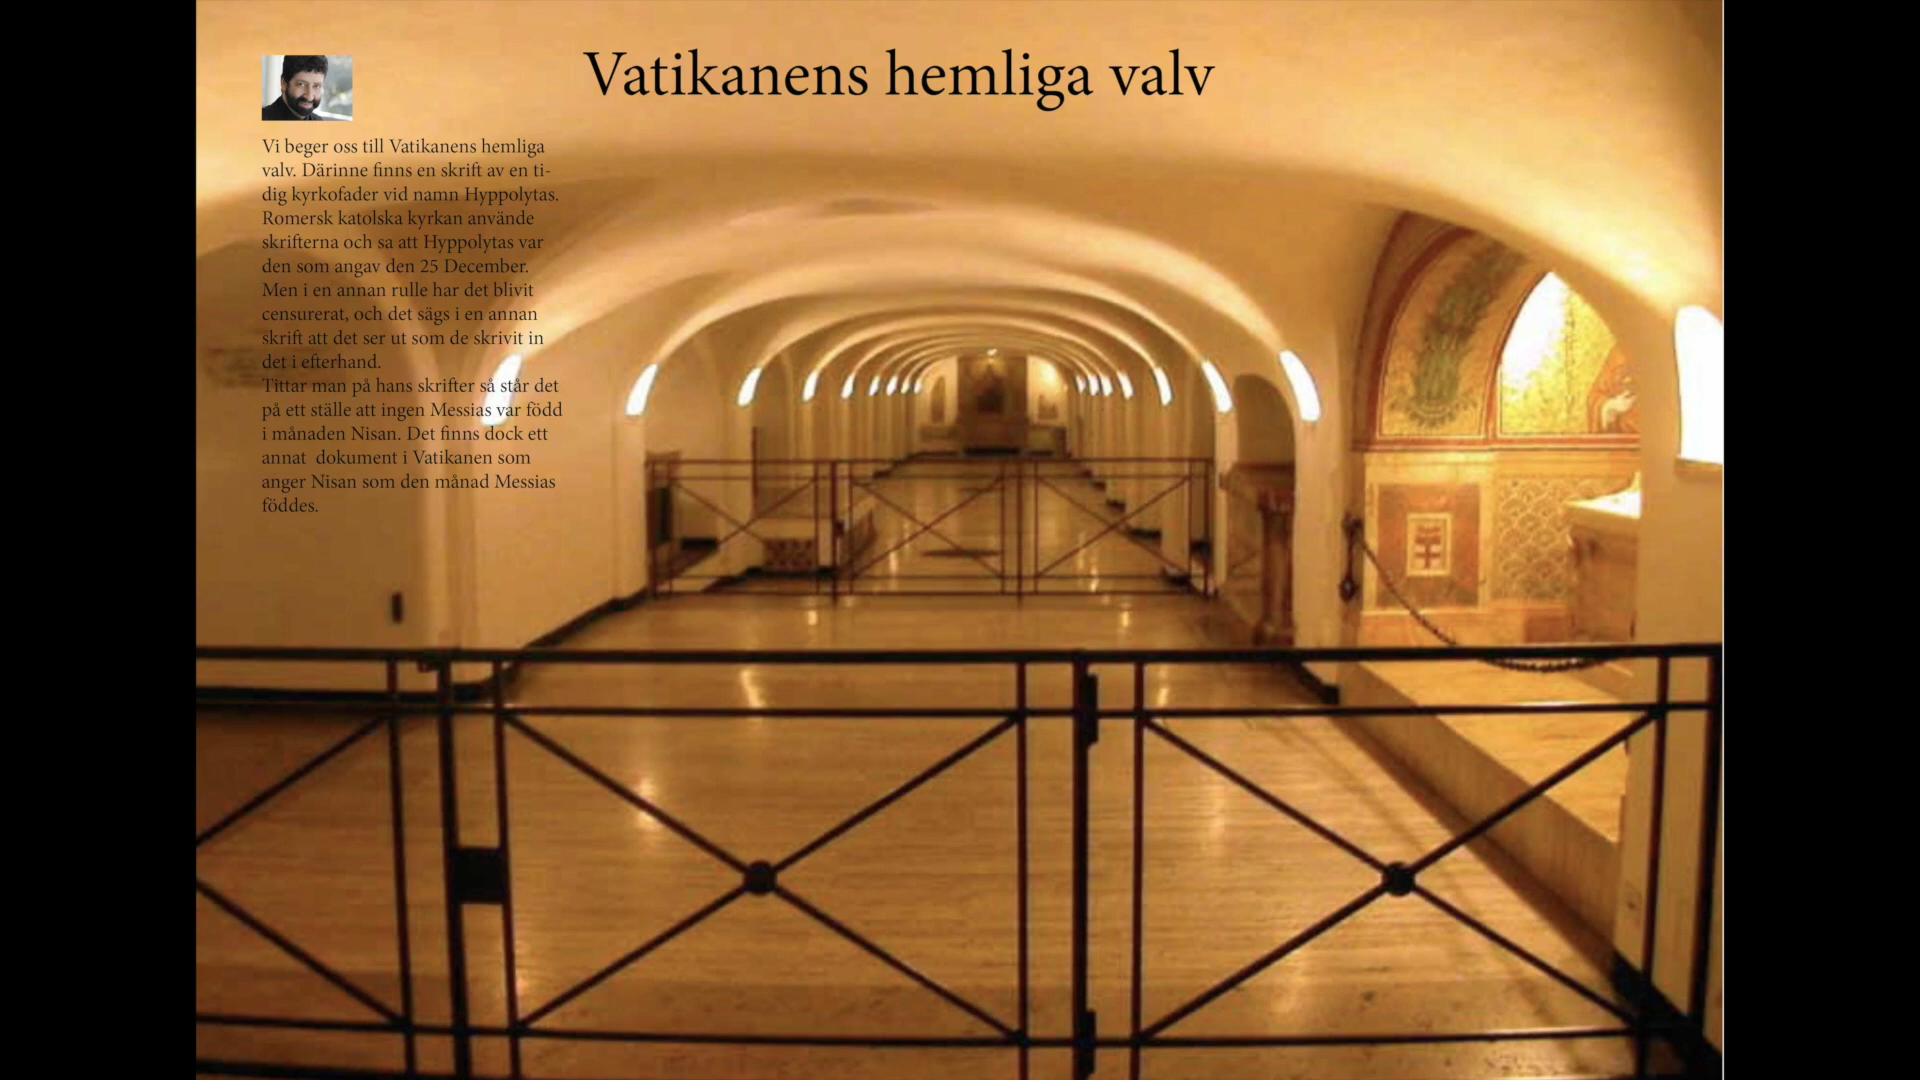 Vatikanens hemliga valv
Vi beger oss till Vatikanens hemliga
valv. Därinne finns en skrift av en ti-
dig kyrkofader vid namn Hyppolytas.
Romersk katolska kyrkan använde
skrifterna och sa att Hyppolytas var
den som angav den 25 December.
Men i en annan rulle har det blivit
censurerat, och det sägs i en annan
skrift att det ser ut som de skrivit in
det i efterhand.
Tittar man på hans skrifter så står det
på ett ställe att ingen Messias var född
i månaden Nisan. Det finns dock ett
annat  dokument i Vatikanen som
anger Nisan som den månad Messias
föddes.